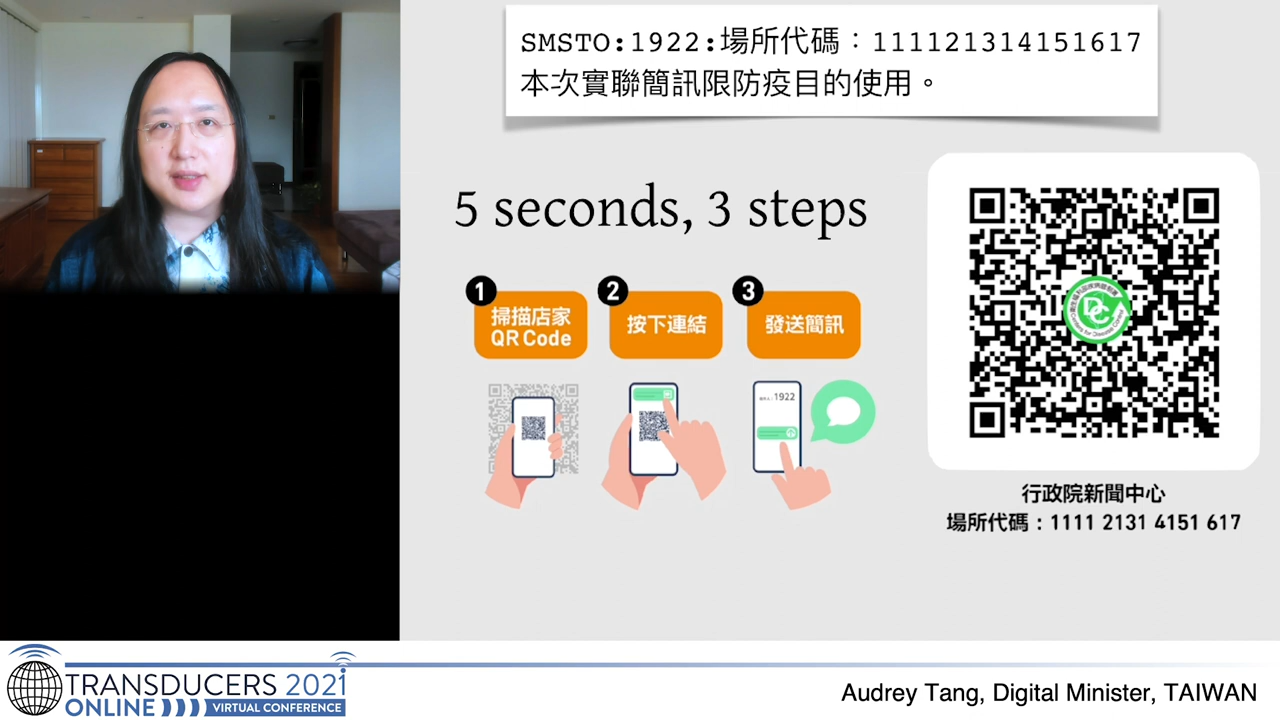 SMSTO:1922:場所代碼：111121314151617
本次實聯簡訊限防疫目的使用。
5 seconds, 3 steps
1
掃描店家
QR Code
2
按下連結
3
發送簡訊
1922
行政院新聞中心
場所代碼：1111 2131 4151 617
TRANSDUCERS 2021
ONLINE VIRTUAL CONFERENCE
Audrey Tang, Digital Minister, TAIWAN